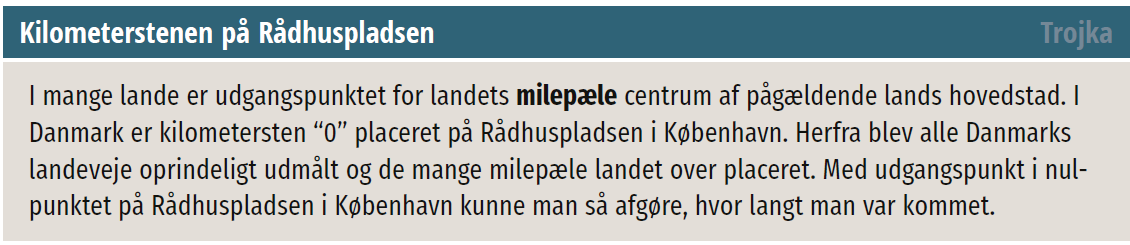 Kilometerstenen på Rådhuspladsen Trojka
I mange lande er udgangspunktet for landets milepæle centrum af pågældende lands hovedstad. I
Danmark er kilometersten “0” placeret på Rådhuspladsen i København. Herfra blev alle Danmarks
landeveje oprindeligt udmålt og de mange milepæle landet over placeret. Med udgangspunkt i nul-
punktet på Rådhuspladsen i København kunne man så afgøre, hvor langt man var kommet.